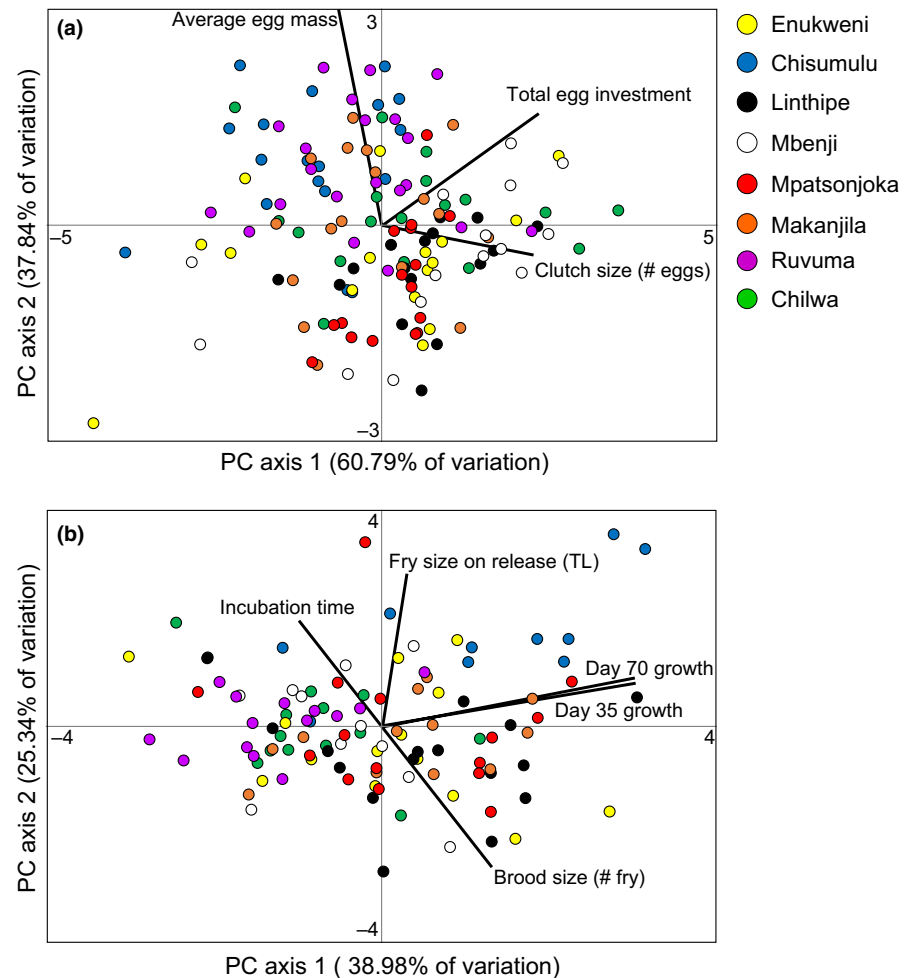 (a)
Average egg mass
3
Total egg investment
–5
5
Clutch size (# eggs)
–3
PC axis 2 (37.84% of variation)
PC axis 1 (60.79% of variation)
Enukweni
Chisumulu
Linthipe
Mbenji
Mpatsonjoka
Makanjila
Ruvuma
Chilwa
(b)
4
Fry size on release (TL)
Incubation time
Day 70 growth
Day 35 growth
–4
4
Brood size (# fry)
–4
PC axis 2 (25.34% of variation)
PC axis 1 ( 38.98% of variation)